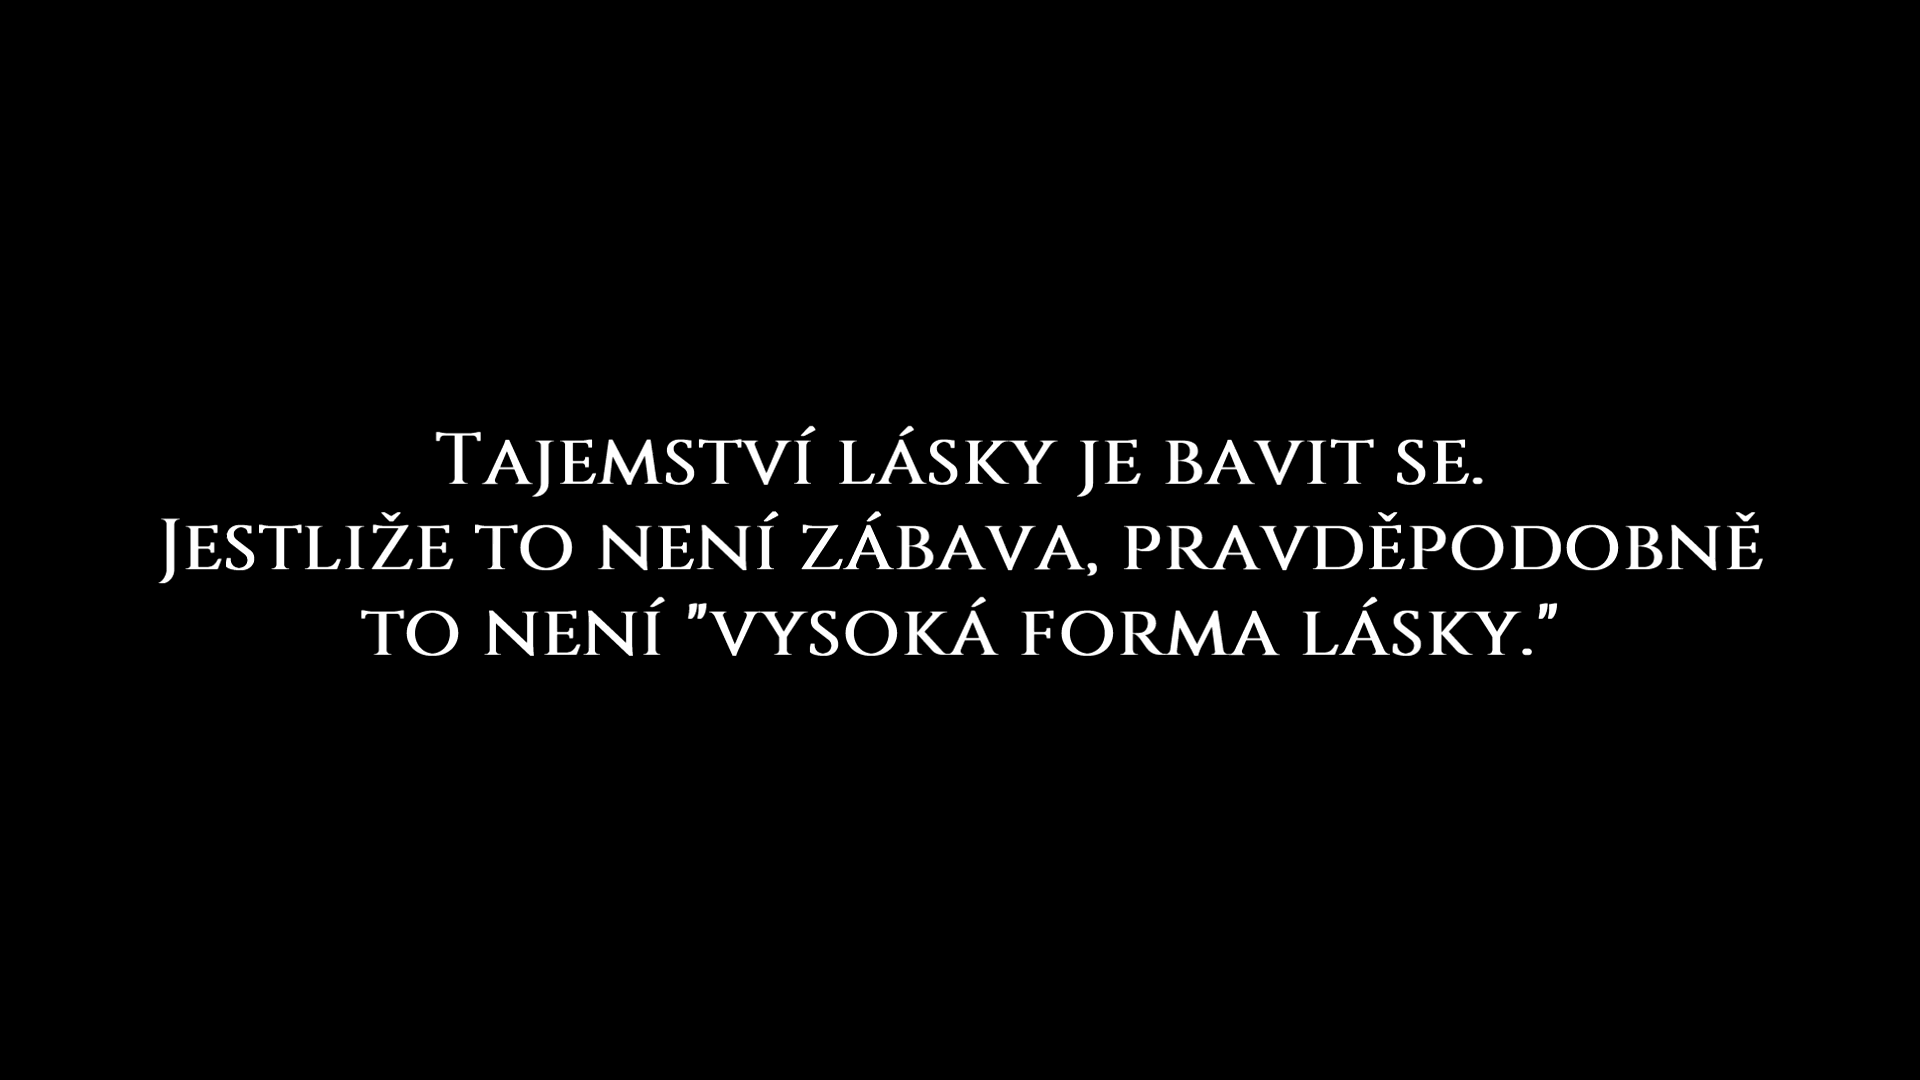 Tajemství lásky je bavit se.
Jestliže to není zábava, pravděpodobně
to není "vysoká forma lásky."